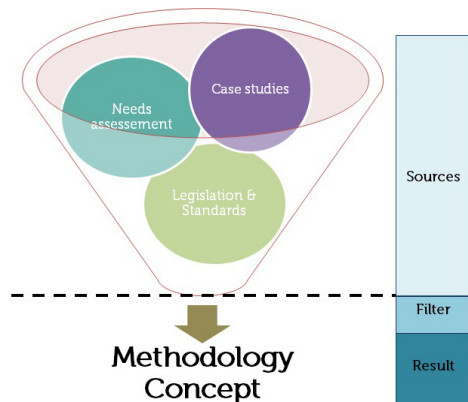 Case studies
Needs
assessement
Legislation &
Standards
Sources
Filter
Methodology
Concept
Result